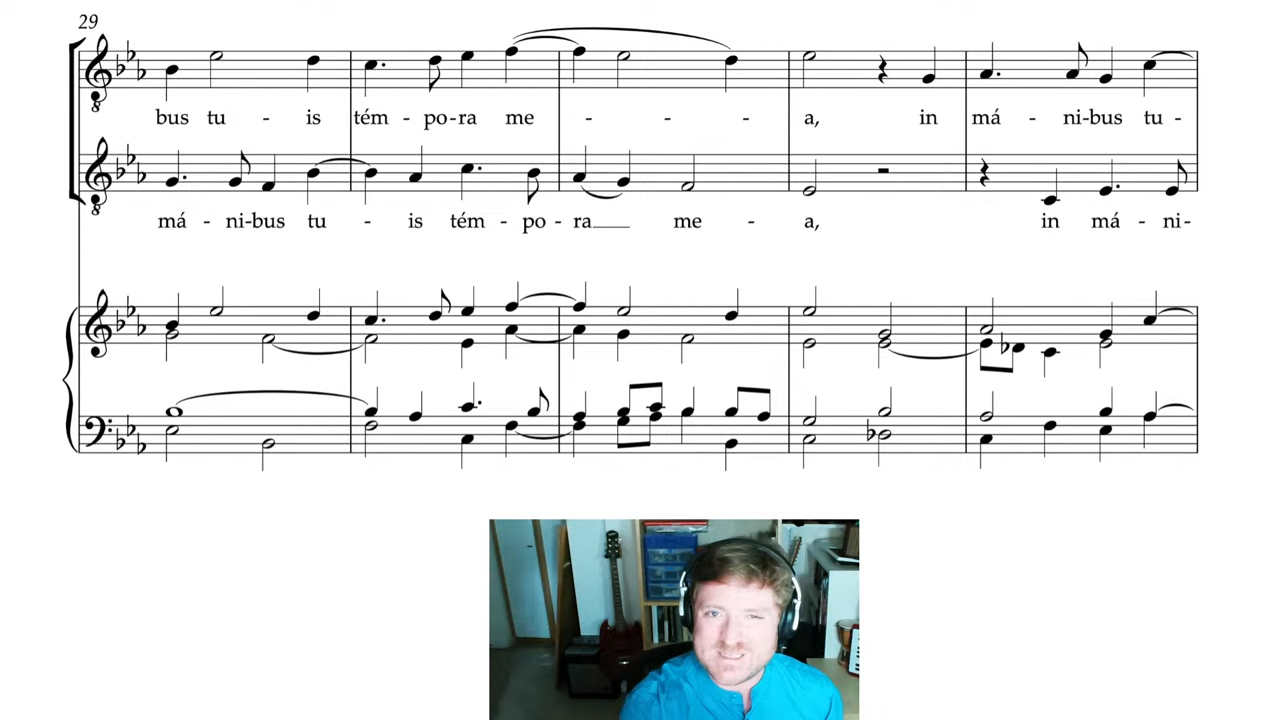 29
bus tu - is tém - po - ra me - - - a, in má - ni - bus tu -
má - ni - bus tu - is tém - po - ra me - a, in má - ni -